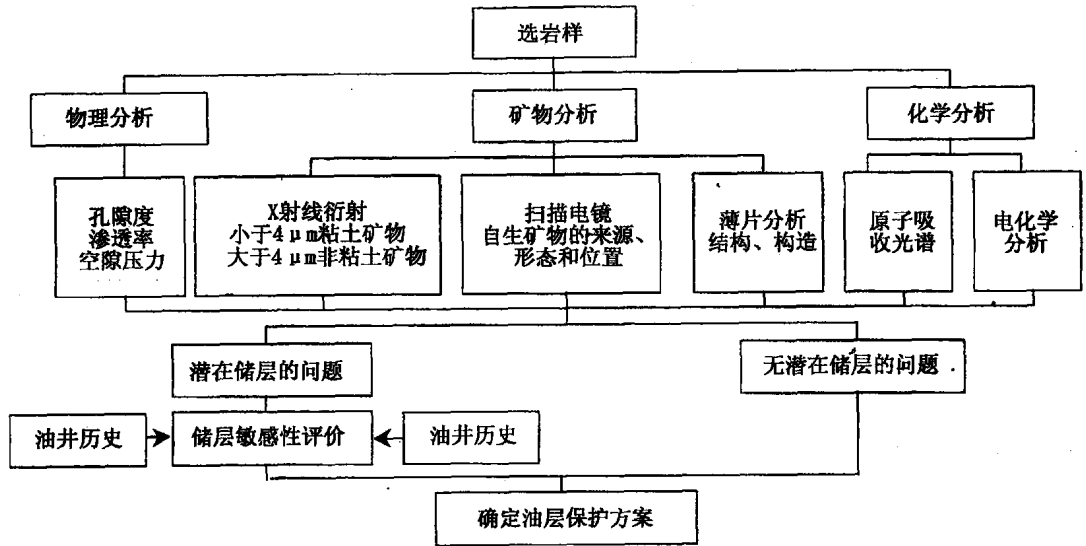 选岩样
物理分析
矿物分析
化学分析
孔隙度
渗透率
空隙压力
X射线衍射
小于4μm粘土矿物
大于4μm非粘土矿物
扫描电镜
自生矿物的来源、
形态和位置
薄片分析
结构、构造
原子吸
收光谱
电化学
分析
潜在储层的问题
无潜在储层的问题
油井历史
储层敏感性评价
油井历史
确定油层保护方案